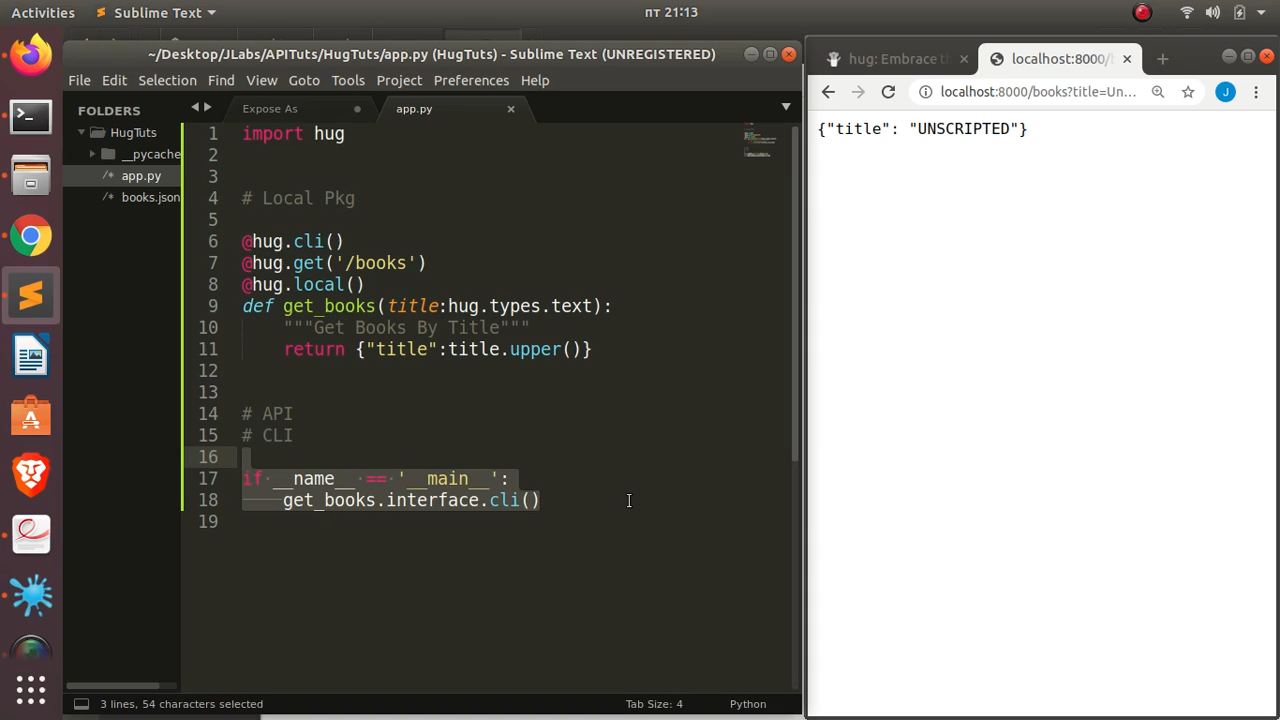 Activities
Sublime Text
пт 21:13
~/Desktop/JLabs/APITuts/HugTuts/app.py (HugTuts) - Sublime Text (UNREGISTERED)
File Edit Selection Find View Goto Tools Project Preferences Help
FOLDERS
HugTuts
__pycache
/* app.py
/* books.json
Expose As
app.py
1 import hug
2
3
4 # Local Pkg
5
6 @hug.cli()
7 @hug.get('/books')
8 @hug.local()
9 def get_books(title:hug.types.text):
10 """Get Books By Title"""
11 return {"title":title.upper()}
12
13
14 # API
15 # CLI
16
17 if __name__ == '__main__':
18 get_books.interface.cli()
19
3 lines, 54 characters selected
Tab Size: 4
Python
hug: Embrace th
localhost:8000/b
localhost:8000/books?title=Un...
J
{"title": "UNSCRIPTED"}